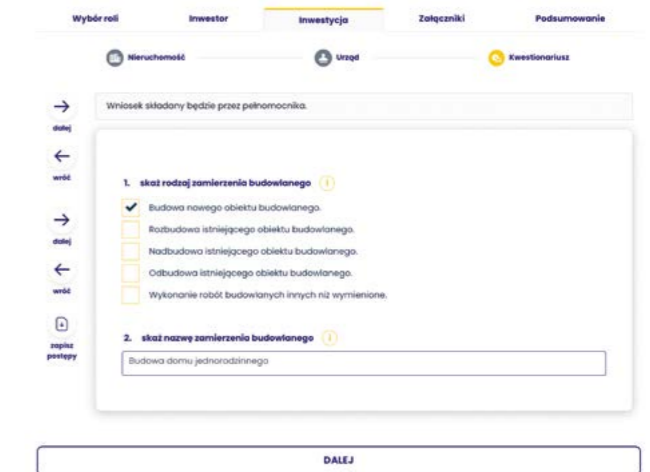 Wybór roli Inwestor Inwestycja Załączniki Podsumowanie
Nieruchomość Urząd Kwestionariusz
Wniosek składany będzie przez pełnomocnika.
dalej
wróć
dalej
wróć
zapisz
postępy
1. skaż rodzaj zamierzenia budowlanego i
Budowa nowego obiektu budowlanego.
Rozbudowa istniejącego obiektu budowlanego.
Nadbudowa istniejącego obiektu budowlanego.
Odbudowa istniejącego obiektu budowlanego.
Wykonanie robót budowlanych innych niż wymienione.
2. skaż nazwę zamierzenia budowlanego i
Budowa domu jednorodzinnego
DALEJ